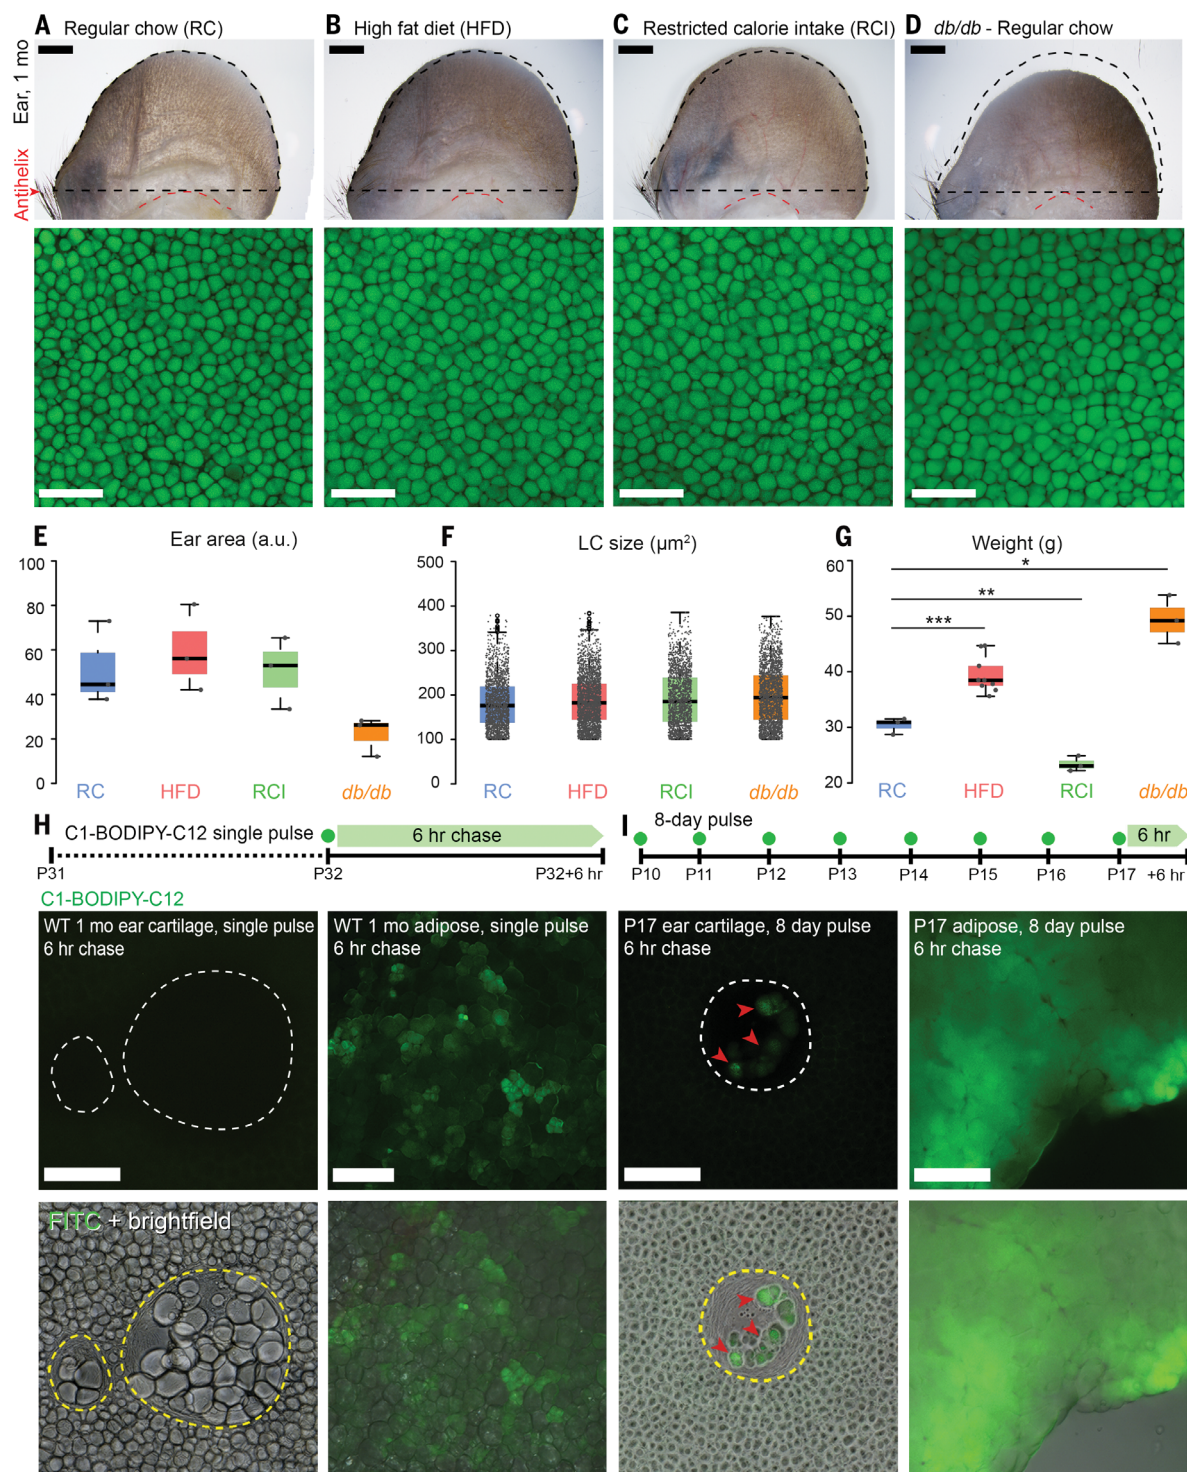 A Regular chow (RC)
B High fat diet (HFD)
C Restricted calorie intake (RCI)
D db/db - Regular chow
Ear, 1 mo
Antihelix
E Ear area (a.u.)
100
80
60
40
20
0
RC
HFD
RCI
db/db
F LC size (µm²)
500
400
300
200
100
0
RC
HFD
RCI
db/db
G Weight (g)
60
50
40
30
20
*
**
***
RC
HFD
RCI
db/db
H C1-BODIPY-C12 single pulse
6 hr chase
P31
P32
P32+6 hr
I 8-day pulse
6 hr
P10
P11
P12
P13
P14
P15
P16
P17
+6 hr
C1-BODIPY-C12
WT 1 mo ear cartilage, single pulse
6 hr chase
WT 1 mo adipose, single pulse
6 hr chase
P17 ear cartilage, 8 day pulse
6 hr chase
P17 adipose, 8 day pulse
6 hr chase
FITC + brightfield